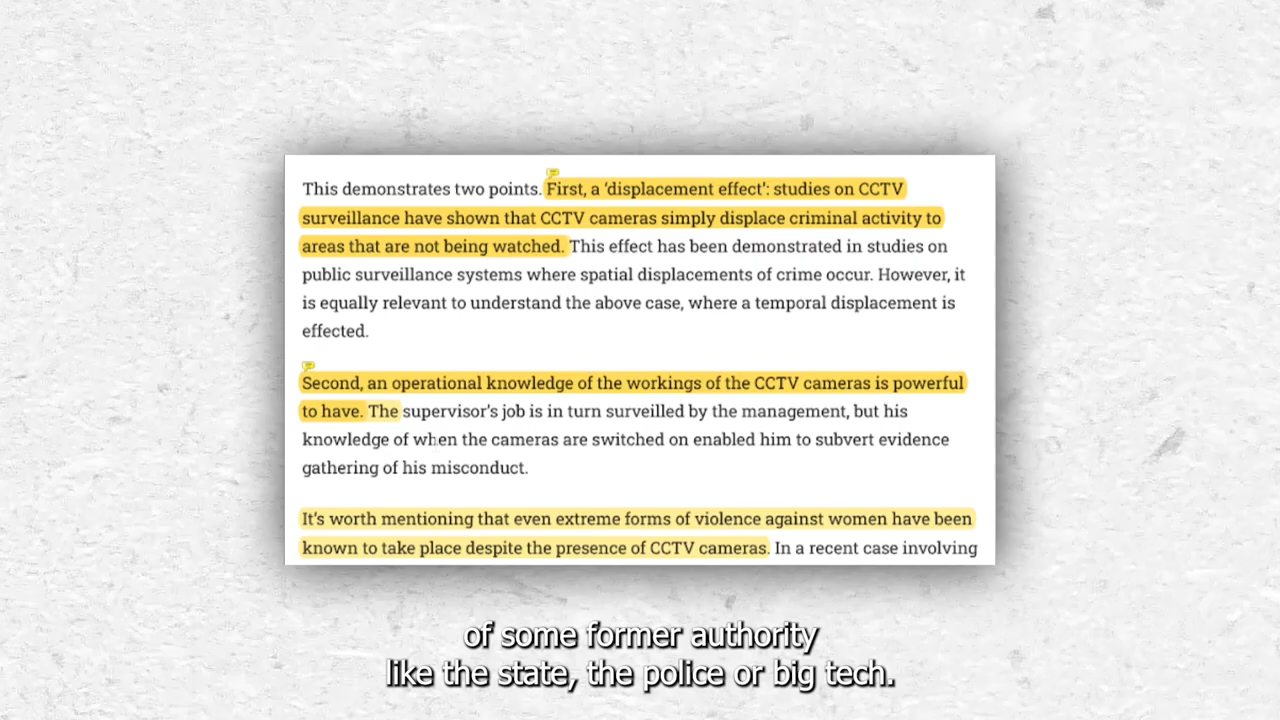 This demonstrates two points. First, a ‘displacement effect’: studies on CCTV
surveillance have shown that CCTV cameras simply displace criminal activity to
areas that are not being watched. This effect has been demonstrated in studies on
public surveillance systems where spatial displacements of crime occur. However, it
is equally relevant to understand the above case, where a temporal displacement is
effected.
Second, an operational knowledge of the workings of the CCTV cameras is powerful
to have. The supervisor’s job is in turn surveilled by the management, but his
knowledge of when the cameras are switched on enabled him to subvert evidence
gathering of his misconduct.
It’s worth mentioning that even extreme forms of violence against women have been
known to take place despite the presence of CCTV cameras. In a recent case involving
of some former authority
like the state, the police or big tech.